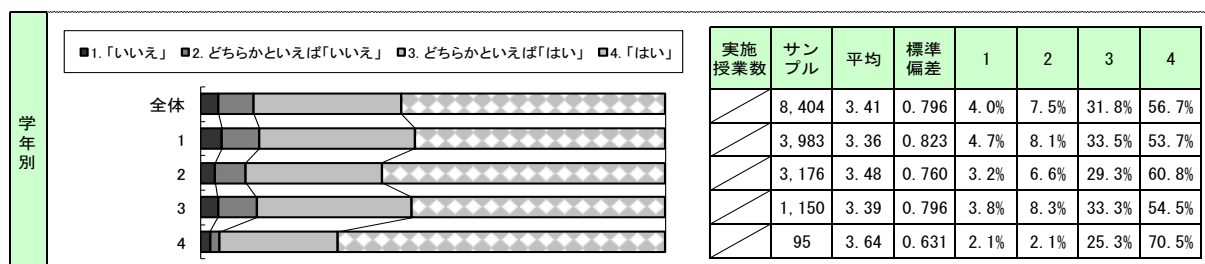 学年別
■1.「いいえ」 ■2. どちらかといえば「いいえ」 ■3. どちらかといえば「はい」 ■4.「はい」
全体
1
2
3
4
実施授業数 サンプル 平均 標準偏差 1 2 3 4
8,404 3.41 0.796 4.0% 7.5% 31.8% 56.7%
3,983 3.36 0.823 4.7% 8.1% 33.5% 53.7%
3,176 3.48 0.760 3.2% 6.6% 29.3% 60.8%
1,150 3.39 0.796 3.8% 8.3% 33.3% 54.5%
95 3.64 0.631 2.1% 2.1% 25.3% 70.5%